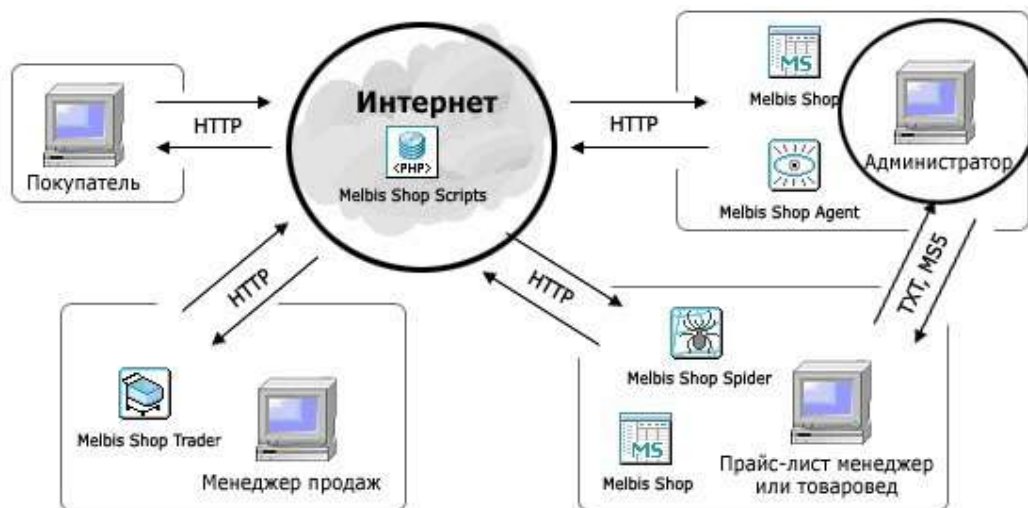 Интернет
<PHP>
Melbis Shop Scripts
HTTP
Покупатель
HTTP
MS
Melbis Shop
Администратор
Melbis Shop Agent
HTTP
Melbis Shop Trader
Менеджер продаж
HTTP
Melbis Shop Spider
MS
Melbis Shop
Прайс-лист менеджер
или товаровед
TXT, MS5